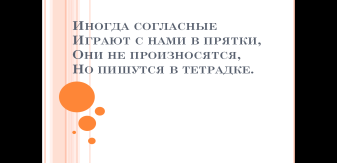 Иногда согласные
Играют с нами в прятки,
Они не произносятся,
Но пишутся в тетрадке.